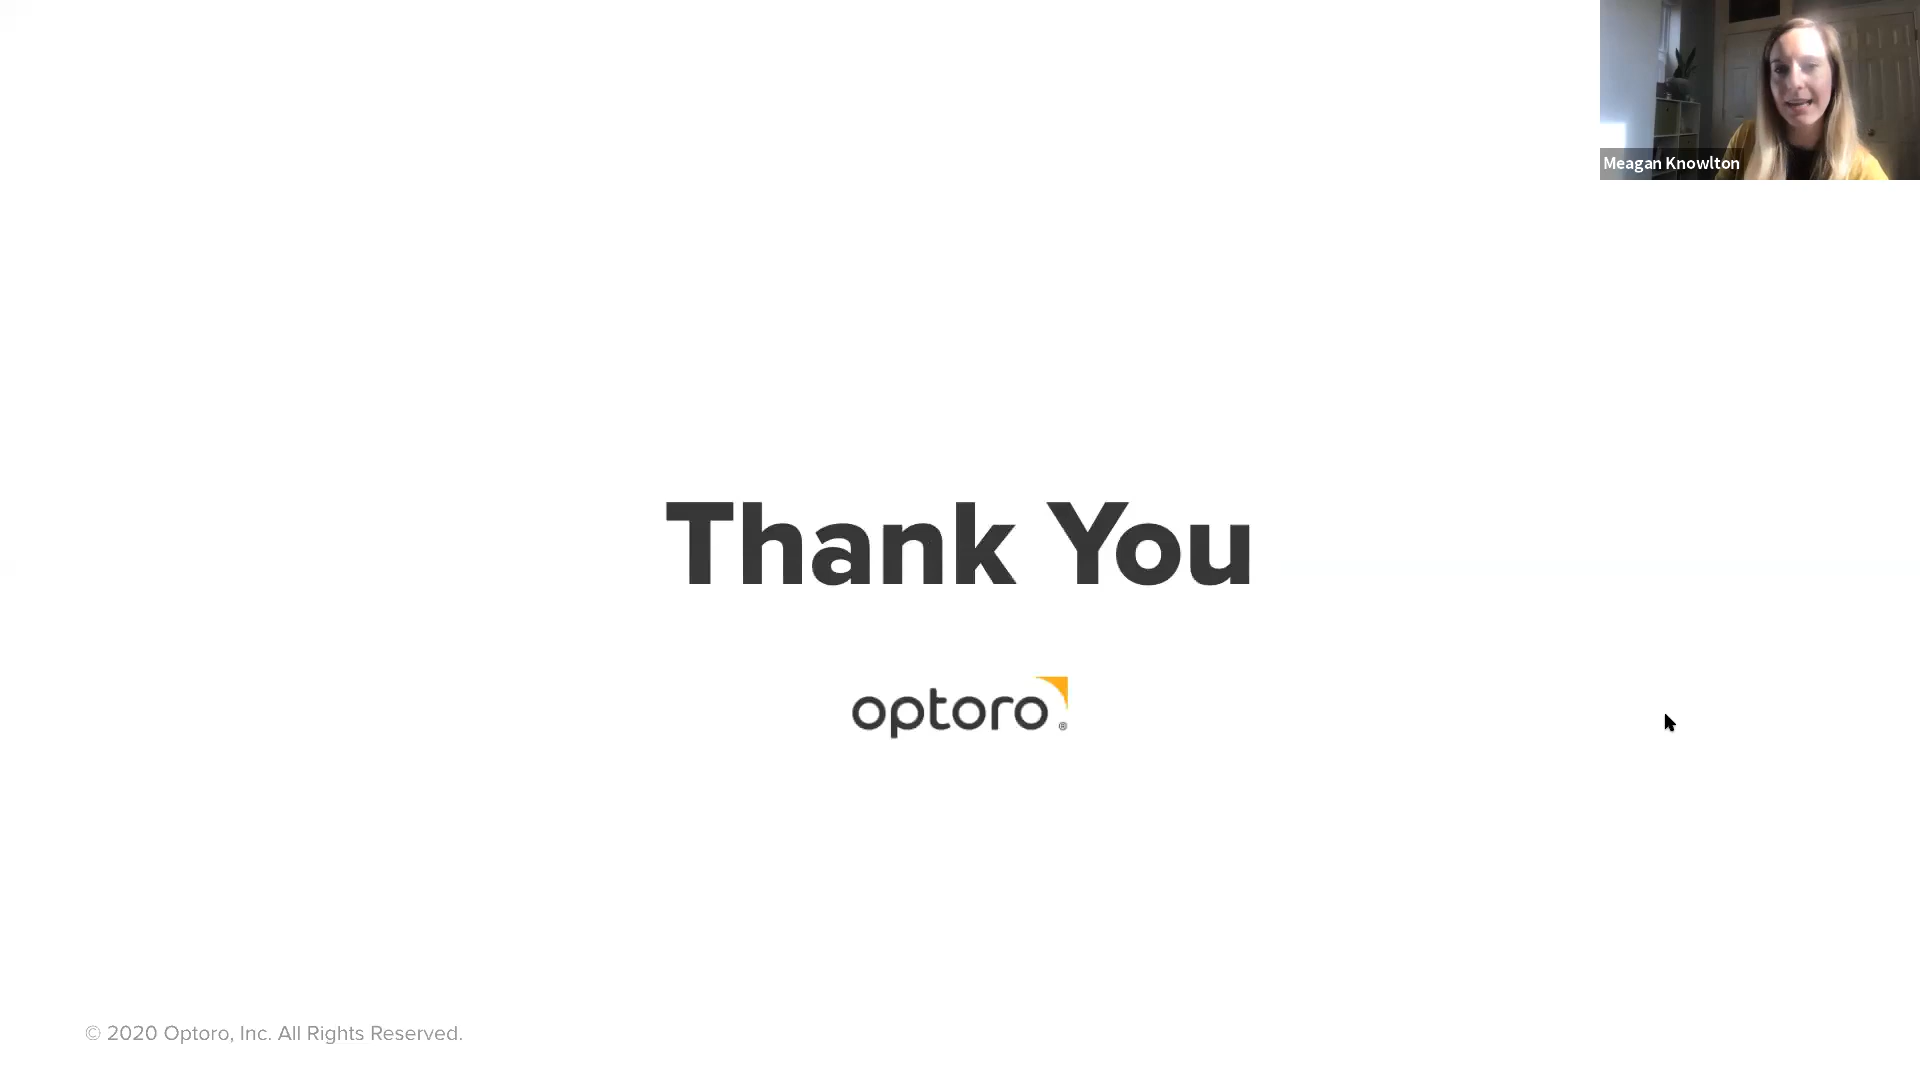 Meagan Knowlton
Thank You
optoro®
© 2020 Optoro, Inc. All Rights Reserved.